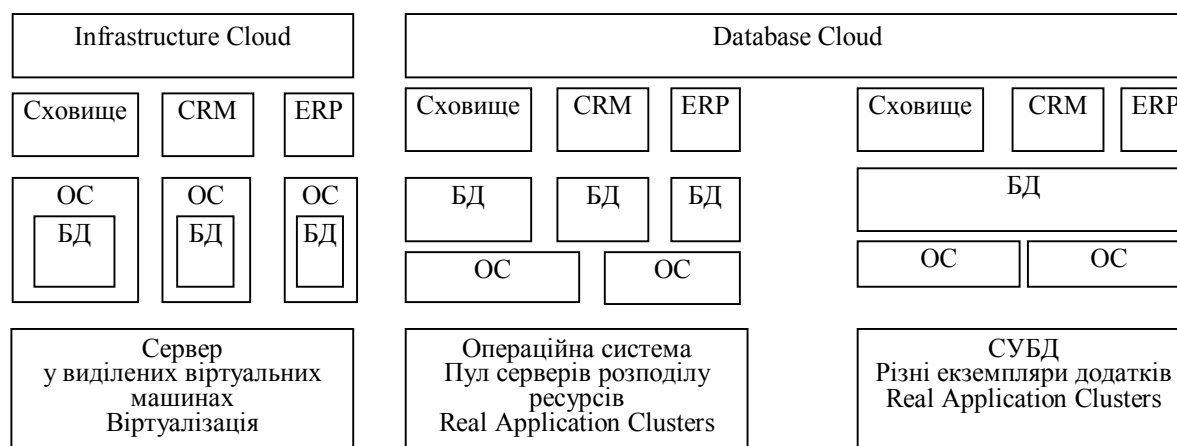 Infrastructure Cloud
Database Cloud
Сховище CRM ERP
Сховище CRM ERP
Сховище CRM ERP
ОС ОС ОС
БД БД БД
БД БД БД
ОС ОС
БД
ОС ОС
Сервер
у виділених віртуальних
машинах
Віртуалізація
Операційна система
Пул серверів розподілу
ресурсів
Real Application Clusters
СУБД
Різні екземпляри додатків
Real Application Clusters